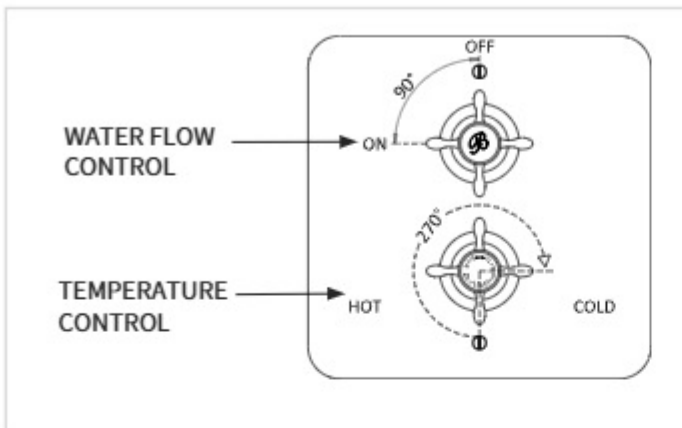 OFF
90°
WATER FLOW
CONTROL
ON
B
270°
TEMPERATURE
CONTROL
HOT
COLD